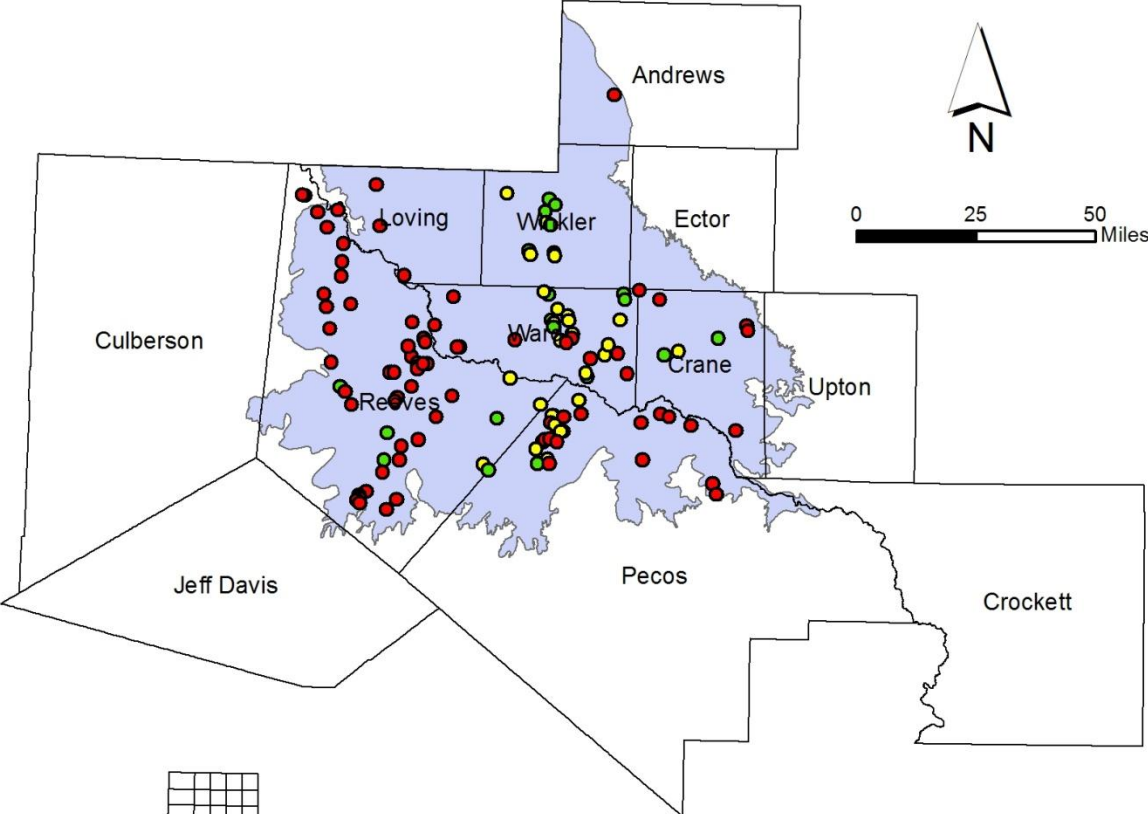 Andrews
N
Loving
Winkler
Ector
0 25 50
Miles
Culberson
Ward
Crane
Reeves
Upton
Jeff Davis
Pecos
Crockett